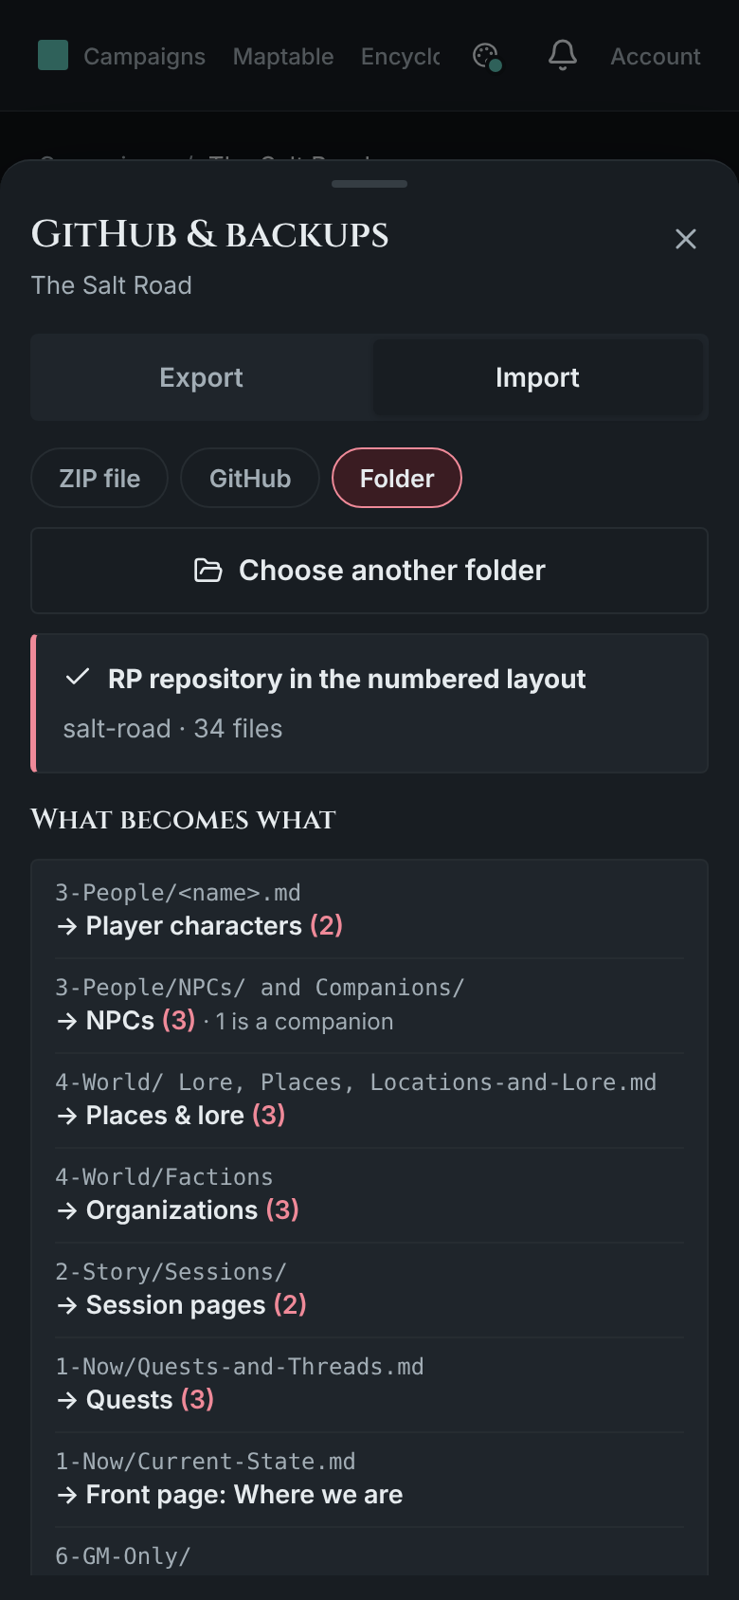 Campaigns Maptable Encycl Account
GitHub & backups
The Salt Road
Export Import
ZIP file GitHub Folder
Choose another folder
RP repository in the numbered layout
salt-road · 34 files
What becomes what
3-People/<name>.md
→ Player characters (2)
3-People/NPCs/ and Companions/
→ NPCs (3) · 1 is a companion
4-World/ Lore, Places, Locations-and-Lore.md
→ Places & lore (3)
4-World/Factions
→ Organizations (3)
2-Story/Sessions/
→ Session pages (2)
1-Now/Quests-and-Threads.md
→ Quests (3)
1-Now/Current-State.md
→ Front page: Where we are
6-GM-Only/